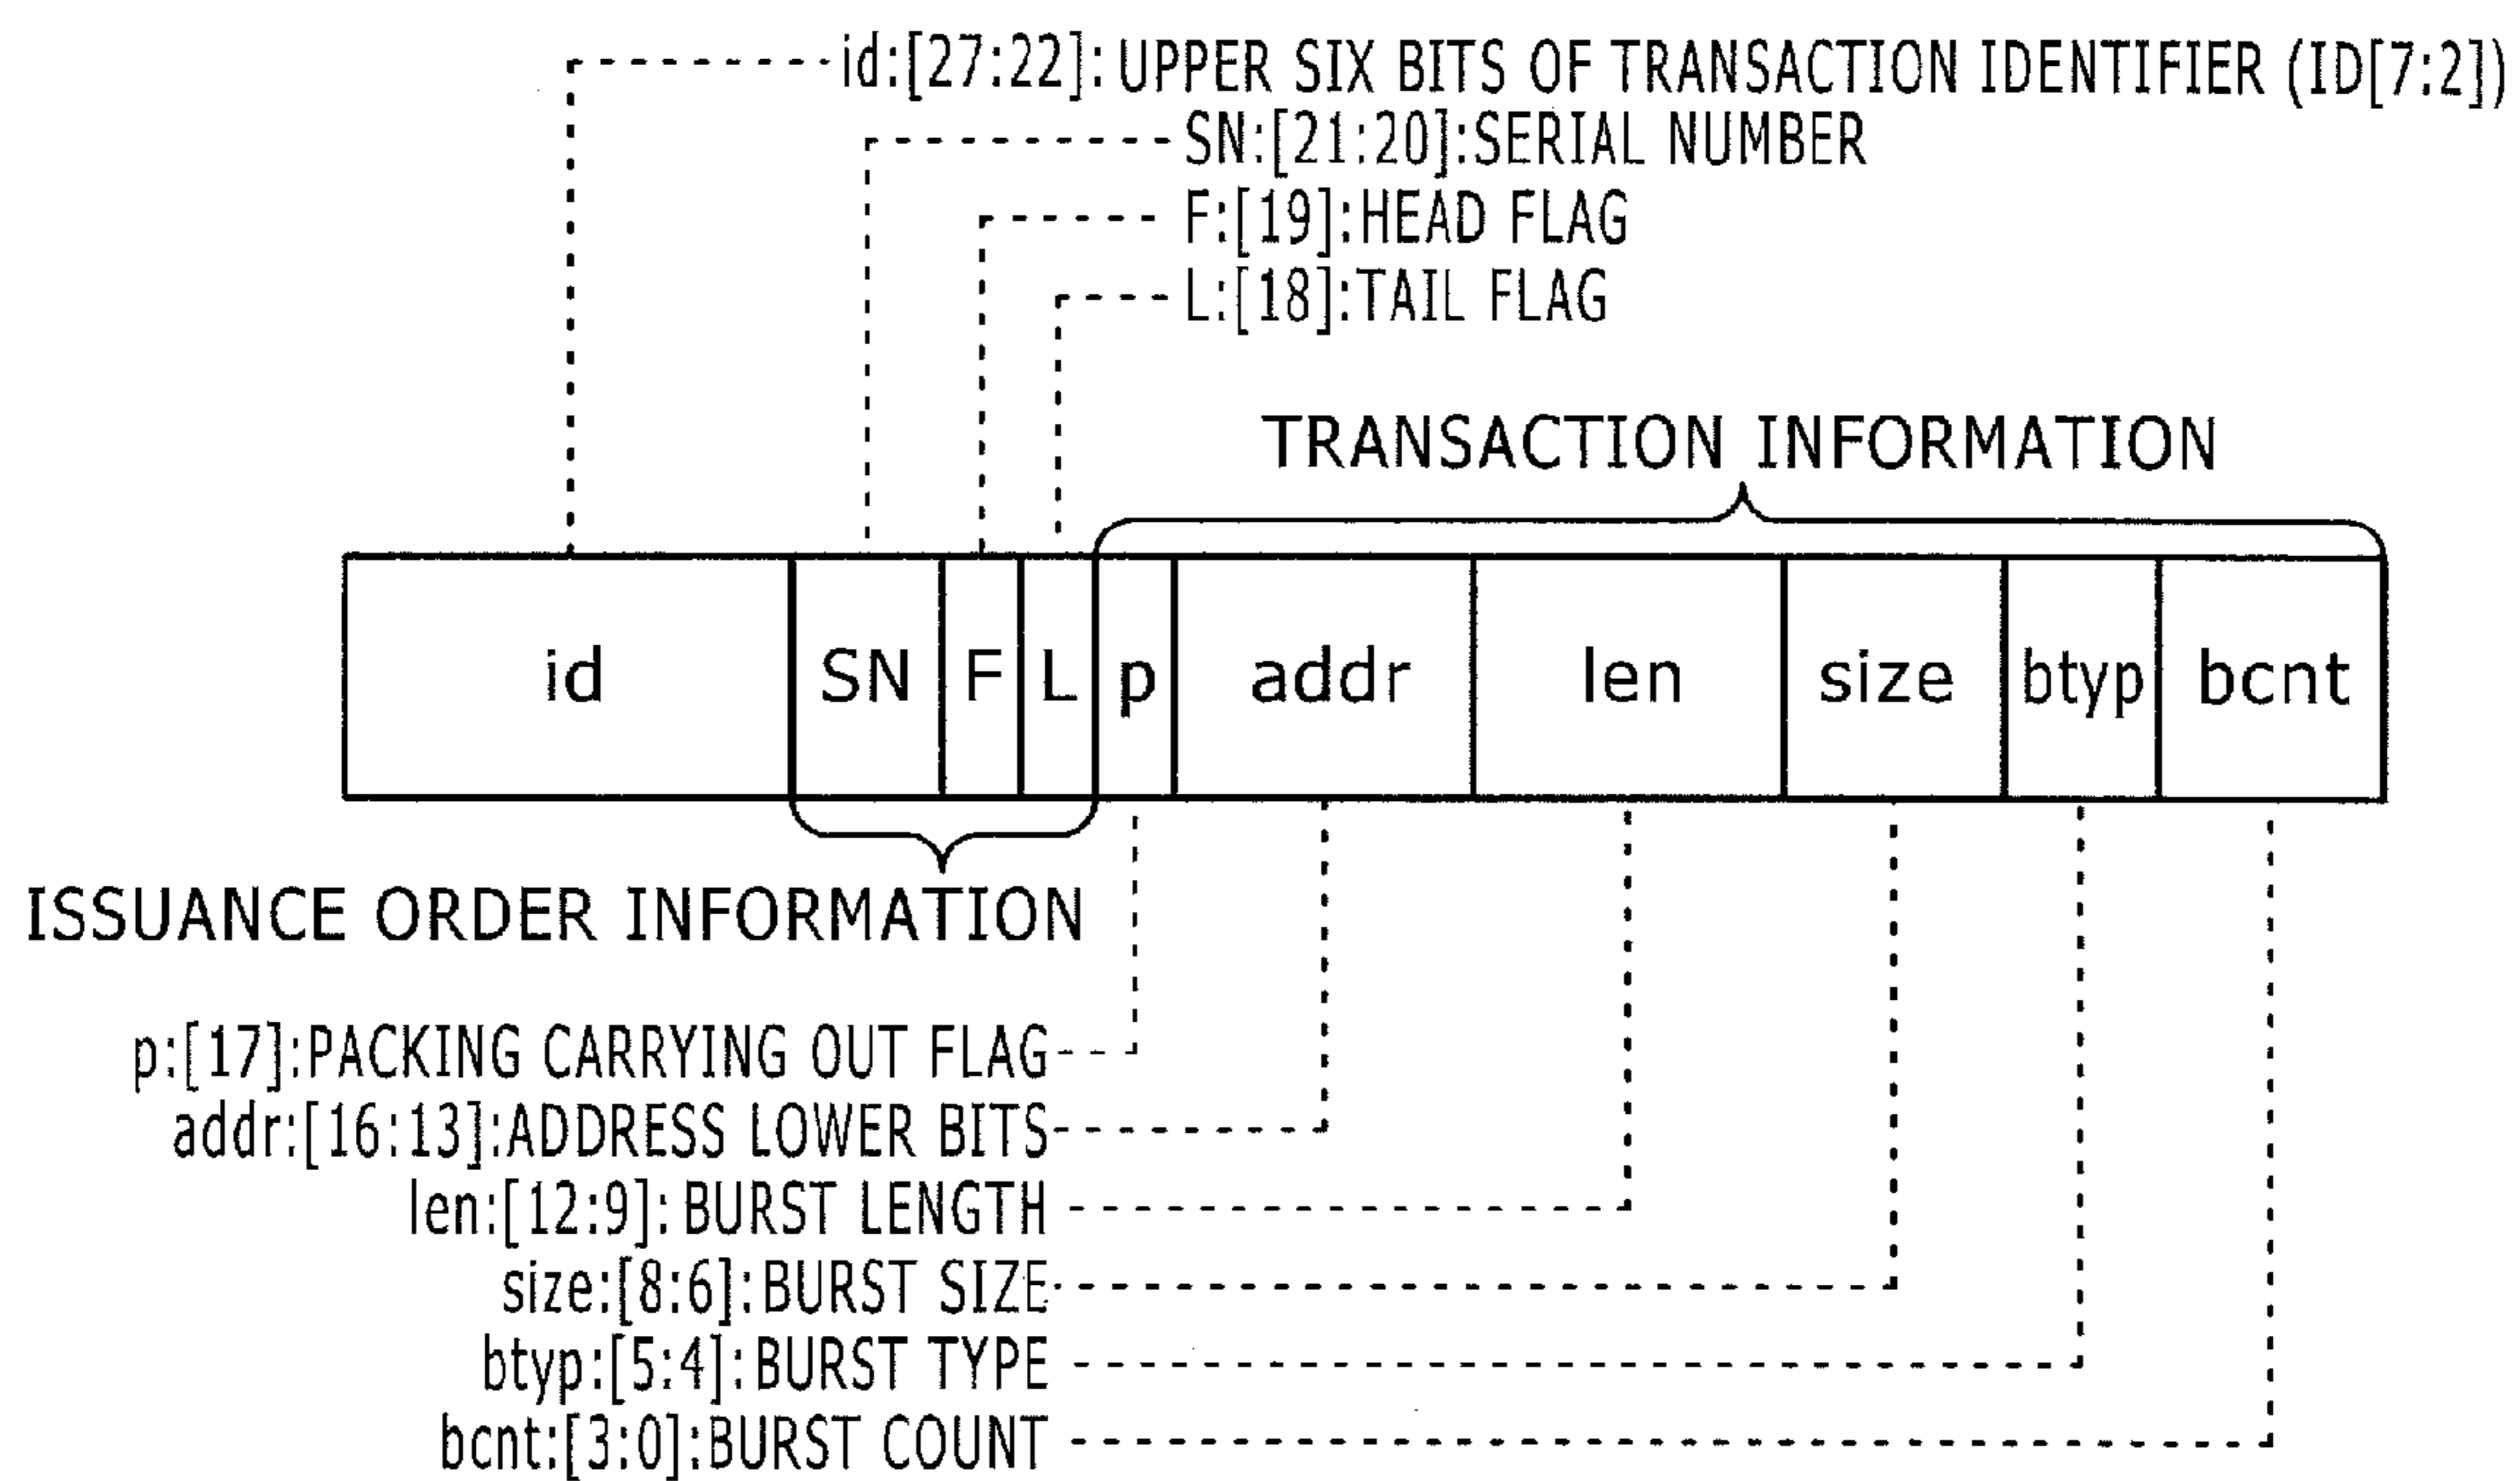 id:[27:22]:UPPER SIX BITS OF TRANSACTION IDENTIFIER (ID[7:2])
SN:[21:20]:SERIAL NUMBER
F:[19]:HEAD FLAG
L:[18]:TAIL FLAG
TRANSACTION INFORMATION
id SN F L p addr len size btyp bcnt
ISSUANCE ORDER INFORMATION
p:[17]:PACKING CARRYING OUT FLAG
addr:[16:13]:ADDRESS LOWER BITS
len:[12:9]:BURST LENGTH
size:[8:6]:BURST SIZE
btyp:[5:4]:BURST TYPE
bcnt:[3:0]:BURST COUNT